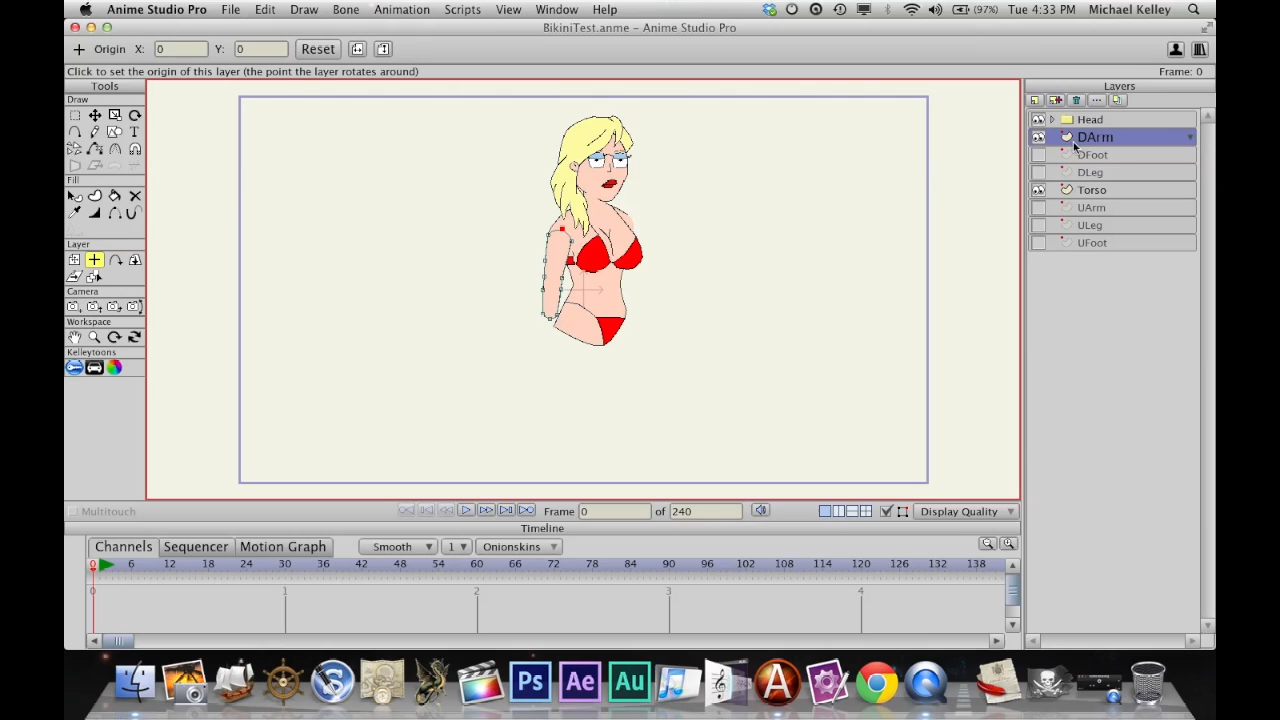 Anime Studio Pro File Edit Draw Bone Animation Scripts View Window Help (97%) Tue 4:33 PM Michael Kelley
BikiniTest.anme – Anime Studio Pro
Origin X: 0 Y: 0 Reset
Click to set the origin of this layer (the point the layer rotates around) Frame: 0
Tools
Draw
T
Fill
Layer
Camera
Workspace
Kelleytoons
Layers
Head
DArm
DFoot
DLeg
Torso
UArm
ULeg
UFoot
Multitouch Frame 0 of 240 Display Quality
Timeline
Channels Sequencer Motion Graph Smooth 1 Onionskins
0 6 12 18 24 30 36 42 48 54 60 66 72 78 84 90 96 102 108 114 120 126 132 138
0 1 2 3 4
Ps Ae Au